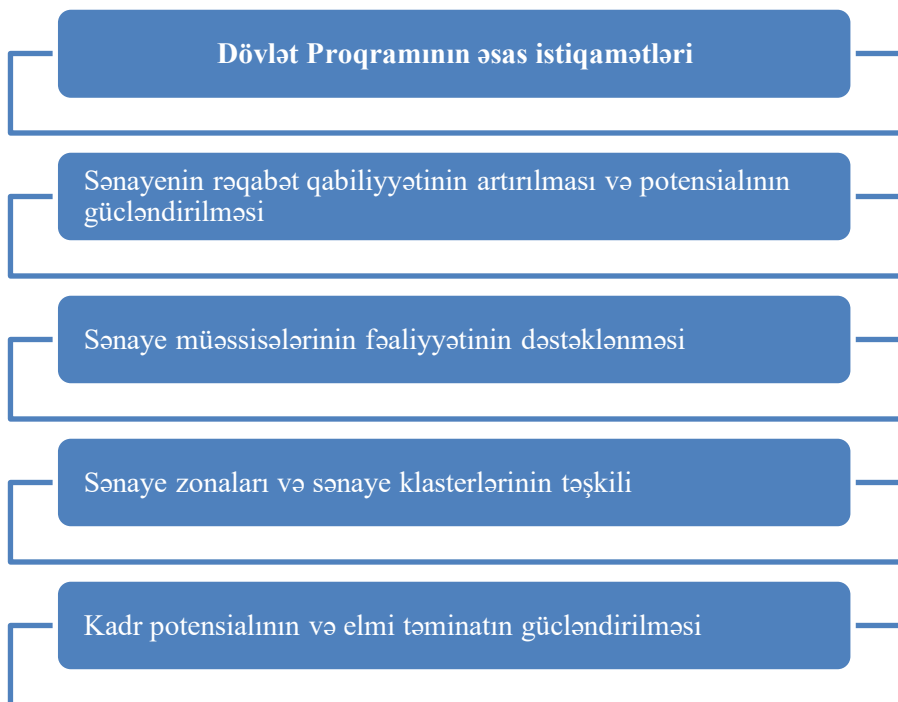 Dövlət Proqramının əsas istiqamətləri
Sənayenin rəqabət qabiliyyətinin artırılması və potensialının
gücləndirilməsi
Sənaye müəssisələrinin fəaliyyətinin dəstəklənməsi
Sənaye zonaları və sənaye klasterlərinin təşkili
Kadr potensialının və elmi təminatın gücləndirilməsi